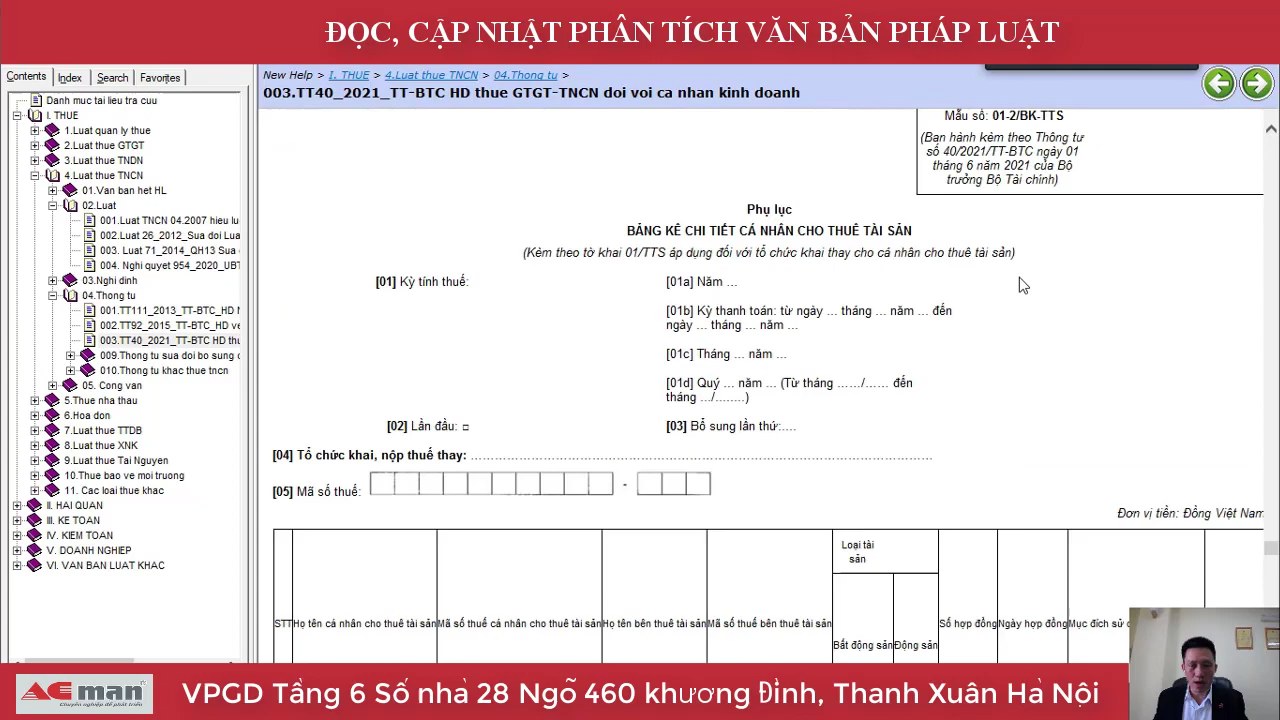 ĐỌC, CẬP NHẬT PHÂN TÍCH VĂN BẢN PHÁP LUẬT
Contents Index Search Favorites
Danh muc tai lieu tra cuu
I. THUE
1.Luat quan ly thue
2.Luat thue GTGT
3.Luat thue TNDN
4.Luat thue TNCN
01.Van ban het HL
02.Luat
001.Luat TNCN 04.2007 hieu lu
002.Luat 26_2012_Sua doi Luat
003. Luat 71_2014_QH13 Sua
004. Nghi quyet 954_2020_UBT
03.Nghi dinh
04.Thong tu
001.TT111_2013_TT-BTC_HD N
002.TT92_2015_TT-BTC_HD ve
003.TT40_2021_TT-BTC HD thu
009.Thong tu sua doi bo sung c
010.Thong tu khac thue tncn
05. Cong van
5.Thue nha thau
6.Hoa don
7.Luat thue TTDB
8.Luat thue XNK
9.Luat thue Tai Nguyen
10.Thue bao ve moi truong
11. Cac loai thue khac
II. HAI QUAN
III. KE TOAN
IV. KIEM TOAN
V. DOANH NGHIEP
VI. VAN BAN LUAT KHAC
New Help > I. THUE > 4.Luat thue TNCN > 04.Thong tu >
003.TT40_2021_TT-BTC HD thue GTGT-TNCN doi voi ca nhan kinh doanh
Mẫu số: 01-2/BK-TTS
(Ban hành kèm theo Thông tư
số 40/2021/TT-BTC ngày 01
tháng 6 năm 2021 của Bộ
trưởng Bộ Tài chính)
Phụ lục
BẢNG KÊ CHI TIẾT CÁ NHÂN CHO THUÊ TÀI SẢN
(Kèm theo tờ khai 01/TTS áp dụng đối với tổ chức khai thay cho cá nhân cho thuê tài sản)
[01] Kỳ tính thuế: [01a] Năm ...
[01b] Kỳ thanh toán: từ ngày ... tháng ... năm ... đến
ngày ... tháng ... năm ...
[01c] Tháng ... năm ...
[01d] Quý ... năm ... (Từ tháng ....../...... đến
tháng .../........)
[02] Lần đầu: □ [03] Bổ sung lần thứ:....
[04] Tổ chức khai, nộp thuế thay: ........................................................................................
[05] Mã số thuế: -
Đơn vị tiền: Đồng Việt Nam
Loại tài
sản
STT Họ tên cá nhân cho thuê tài sản Mã số thuế cá nhân cho thuê tài sản Họ tên bên thuê tài sản Mã số thuế bên thuê tài sản Số hợp đồng Ngày hợp đồng Mục đích sử d
Bất động sản Động sản
ACman
Chuyên nghiệp để phát triển
VPGD Tầng 6 Số nhà 28 Ngõ 460 khương Đình, Thanh Xuân Hà Nội